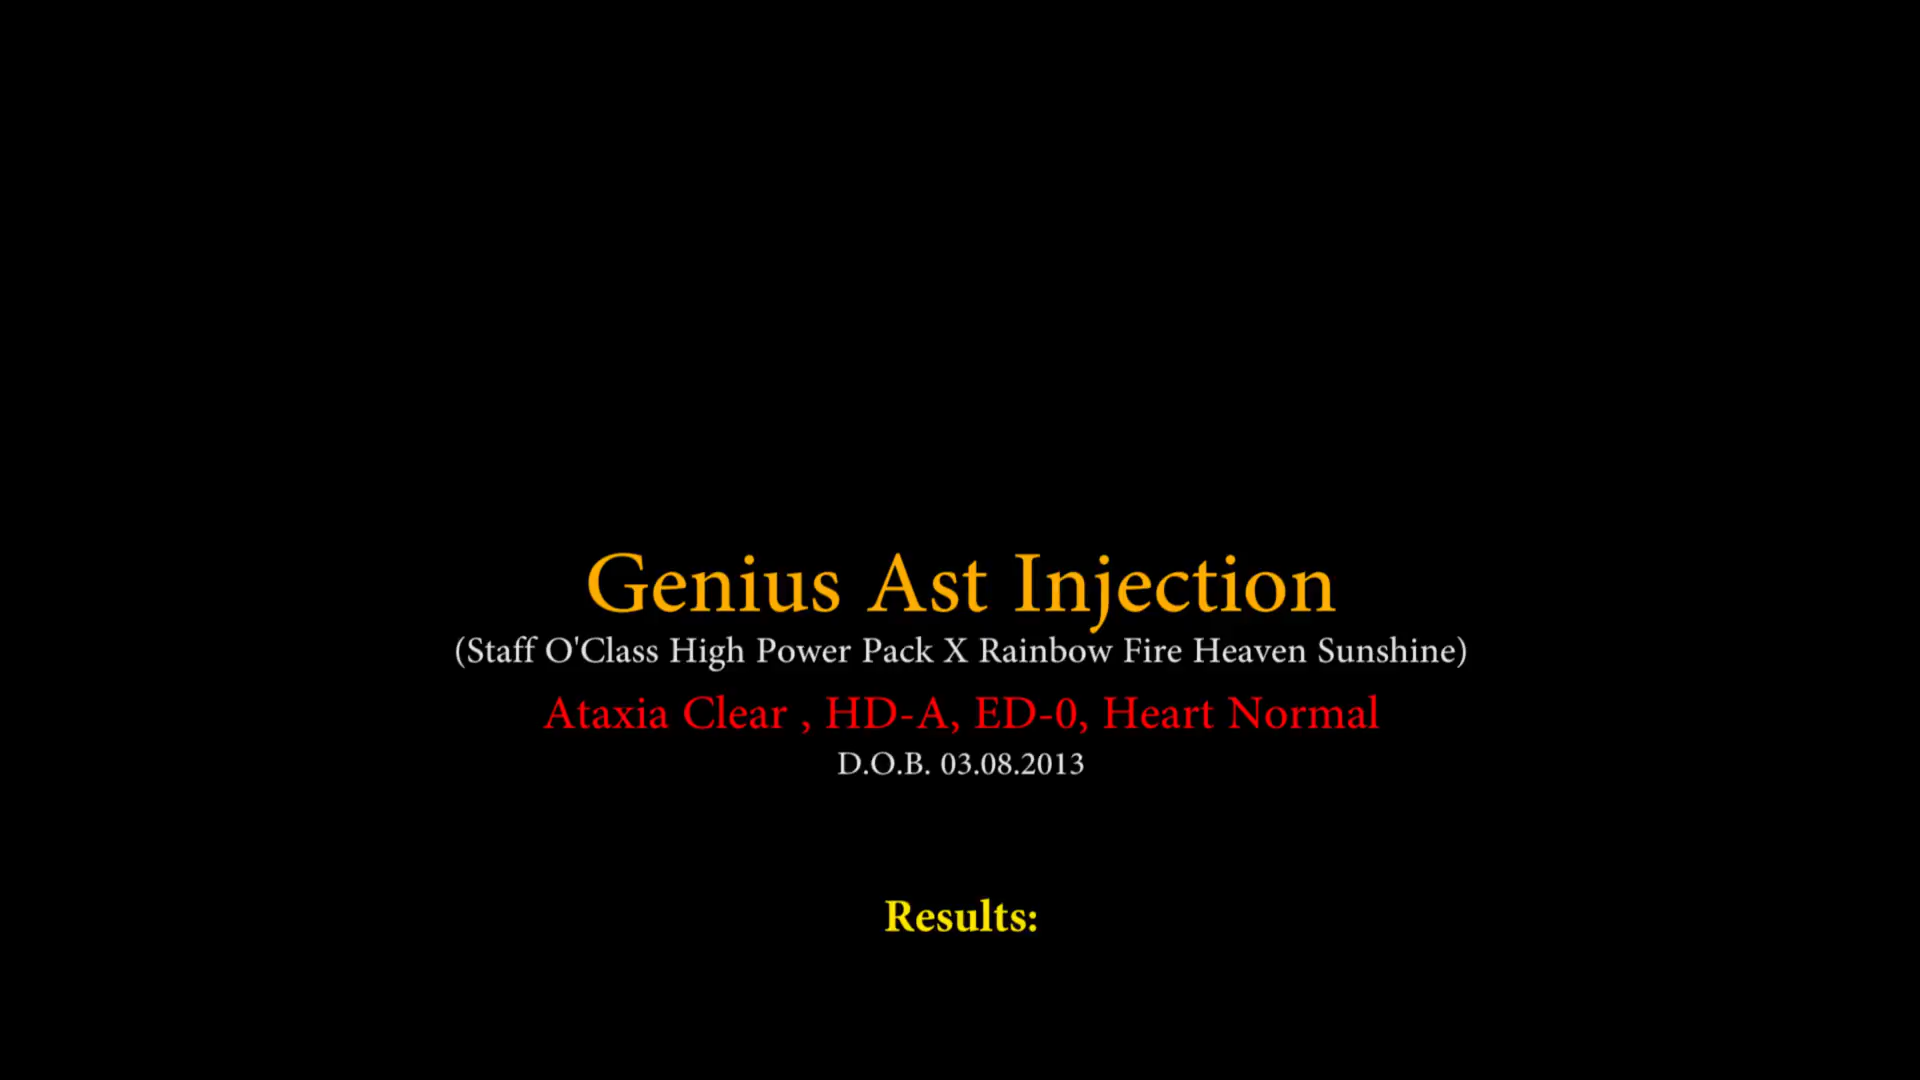 Genius Ast Injection
(Staff O'Class High Power Pack X Rainbow Fire Heaven Sunshine)
Ataxia Clear , HD-A, ED-0, Heart Normal
D.O.B. 03.08.2013
Results: